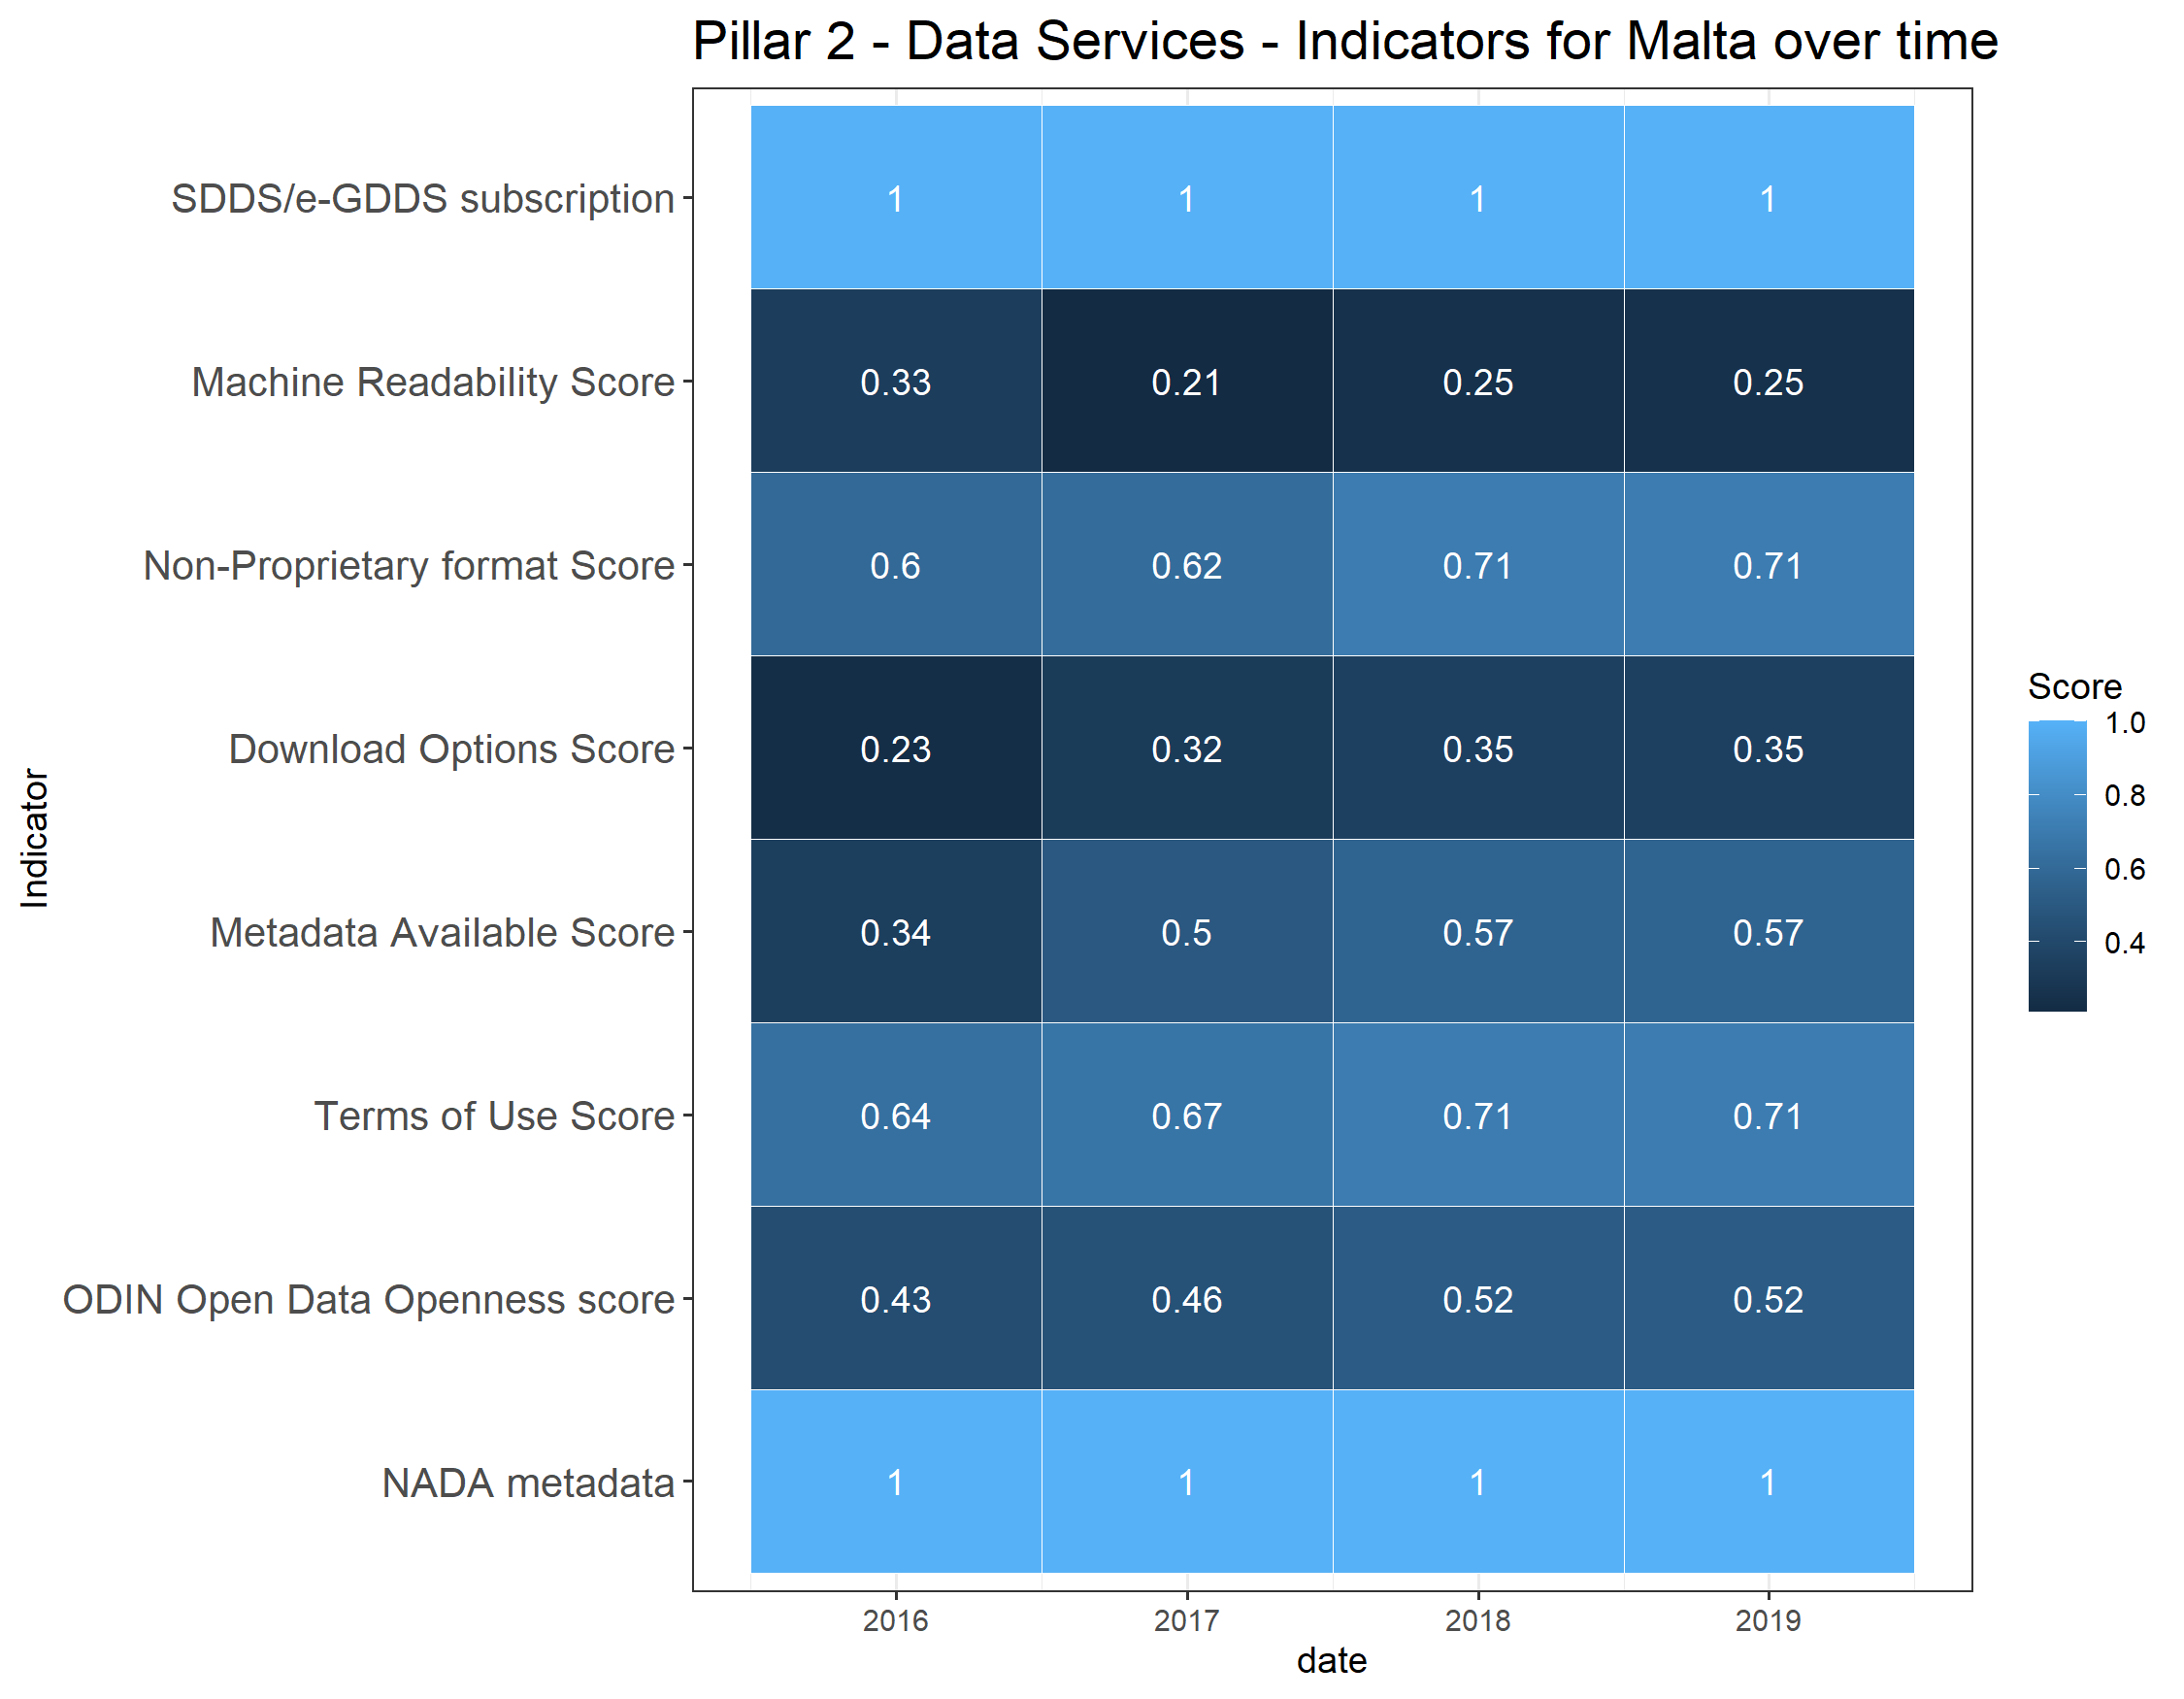 Pillar 2 - Data Services - Indicators for Malta over time
Indicator
SDDS/e-GDDS subscription 1 1 1 1
Machine Readability Score 0.33 0.21 0.25 0.25
Non-Proprietary format Score 0.6 0.62 0.71 0.71
Download Options Score 0.23 0.32 0.35 0.35
Metadata Available Score 0.34 0.5 0.57 0.57
Terms of Use Score 0.64 0.67 0.71 0.71
ODIN Open Data Openness score 0.43 0.46 0.52 0.52
NADA metadata 1 1 1 1
2016 2017 2018 2019
date
Score
1.0
0.8
0.6
0.4